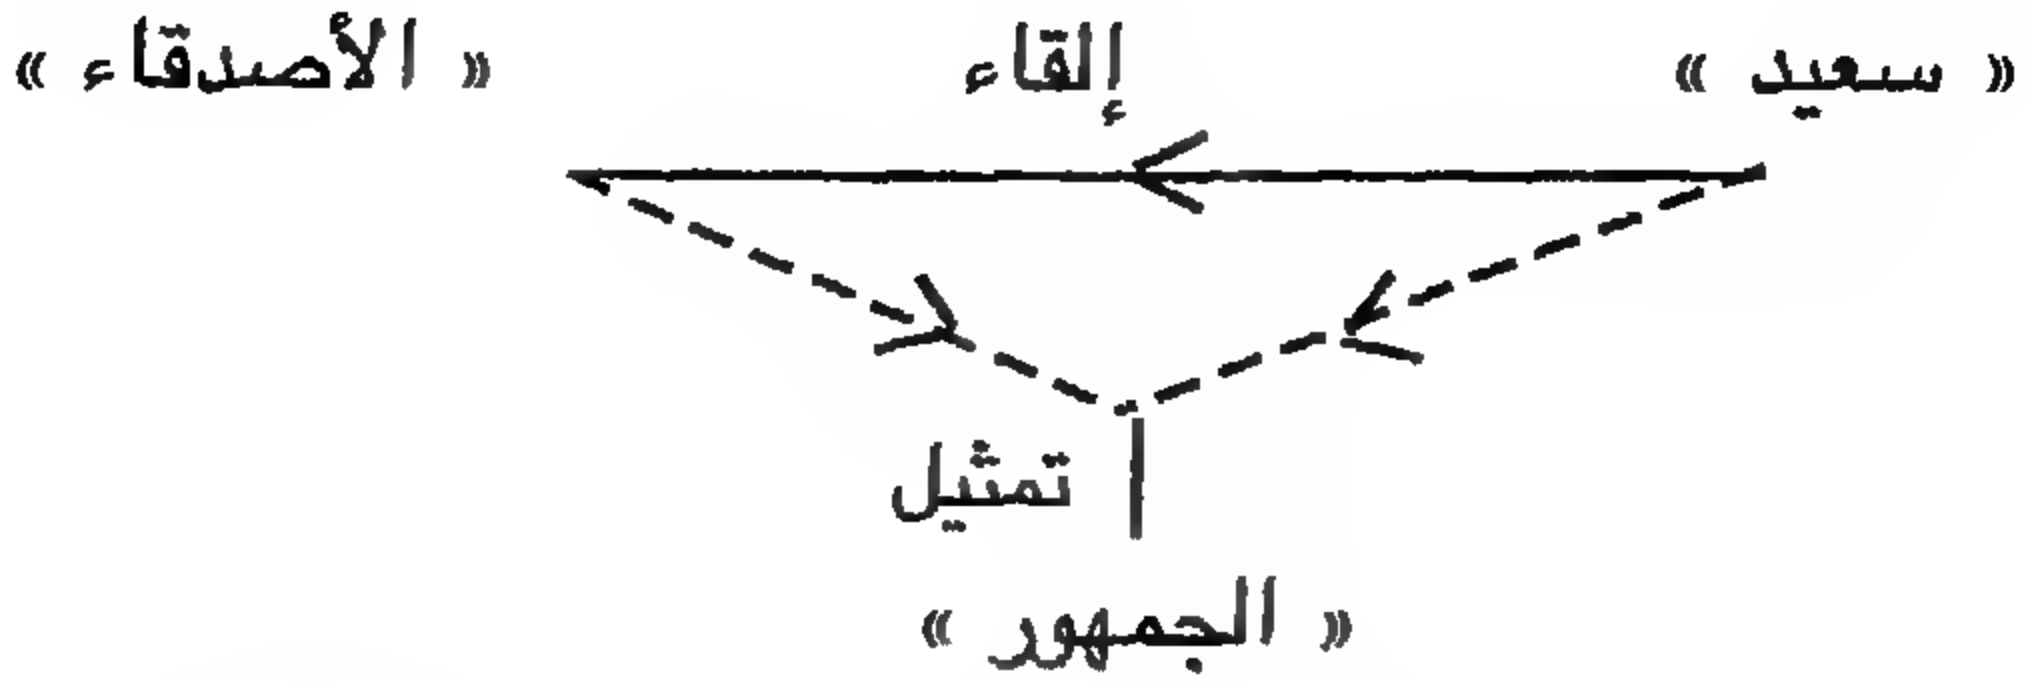 « سعيد »
إلقاء
« الأصدقاء »
تمثيل
« الجمهور »